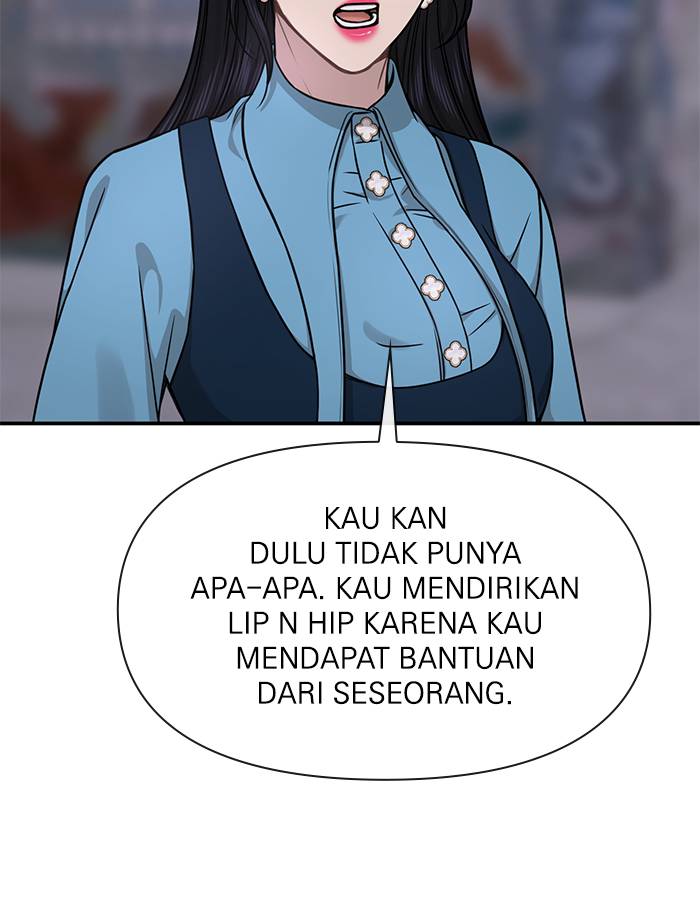 KAU KAN
DULU TIDAK PUNYA
APA-APA. KAU MENDIRIKAN
LIP N HIP KARENA KAU
MENDAPAT BANTUAN
DARI SESEORANG.